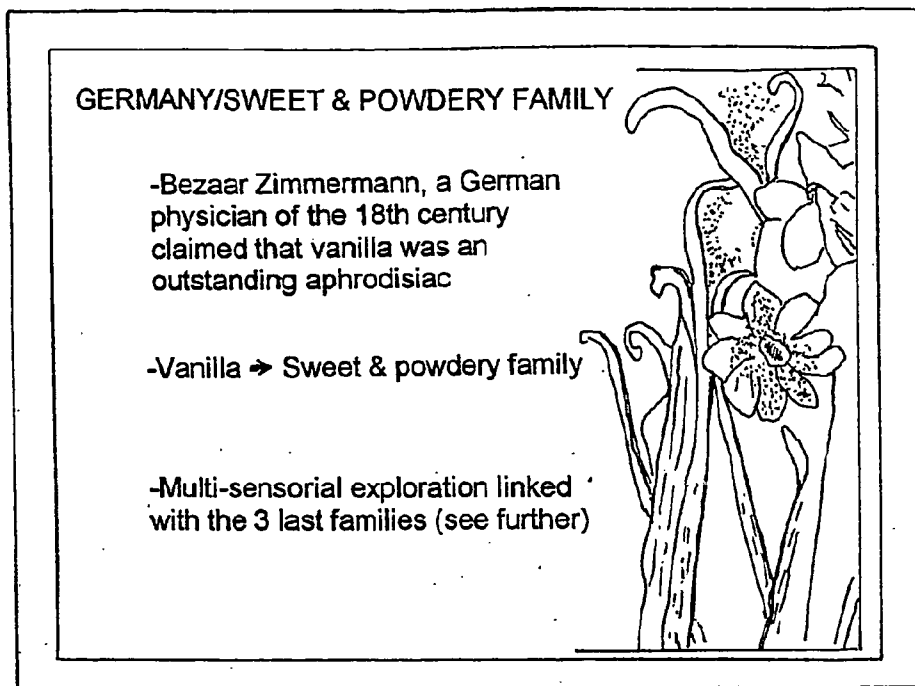 GERMANY/SWEET & POWDERY FAMILY
-Bezaar Zimmermann, a German
physician of the 18th century
claimed that vanilla was an
outstanding aphrodisiac
-Vanilla ➔ Sweet & powdery family
-Multi-sensorial exploration linked
with the 3 last families (see further)